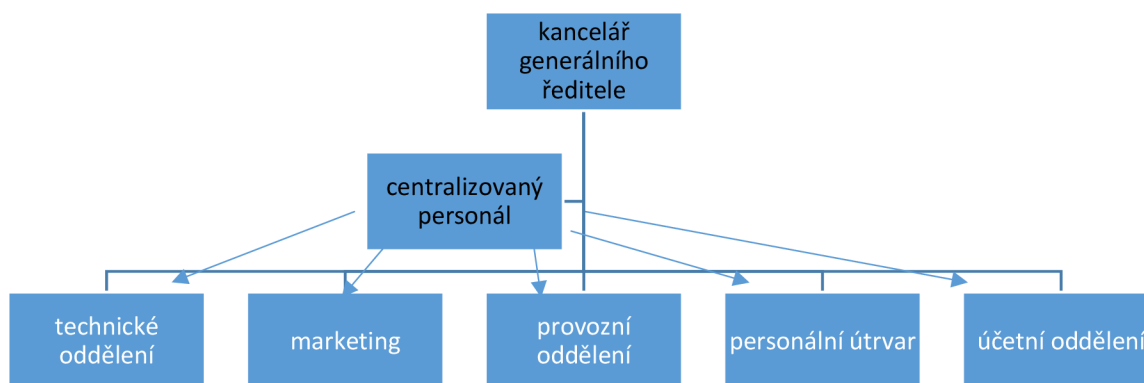 kancelář
generálního
ředitele
centralizovaný
personál
technické
oddělení
marketing
provozní
oddělení
personální útrvar
účetní oddělení